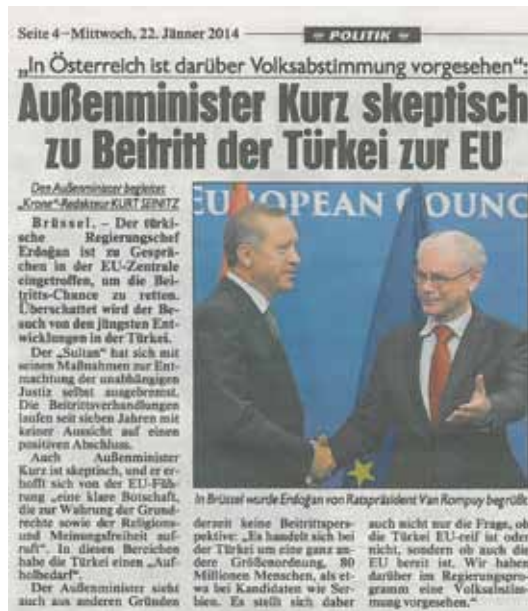 Seite 4 – Mittwoch, 22. Jänner 2014
POLITIK
„In Österreich ist darüber Volksabstimmung vorgesehen“:
Außenminister Kurz skeptisch
zu Beitritt der Türkei zur EU
Den Außenminister begleitet
„Krone“-Redakteur KURT SEINITZ
Brüssel. – Der türki-
sche Regierungschef
Erdoğan ist zu Gesprä-
chen in der EU-Zentrale
eingetroffen, um die Bei-
tritts-Chance zu retten.
Überschattet wird der Be-
such von den jüngsten Ent-
wicklungen in der Türkei.
Der „Sultan“ hat sich mit
seinen Maßnahmen zur Ent-
machtung der unabhängigen
Justiz selbst ausgebremst.
Die Beitrittsverhandlungen
laufen seit sieben Jahren mit
keiner Aussicht auf einen
positiven Abschluss.
Auch Außenminister
Kurz ist skeptisch, und er er-
hofft sich von der EU-Füh-
rung „eine klare Botschaft,
die zur Wahrung der Grund-
rechte sowie der Religions-
und Meinungsfreiheit auf-
ruft“. In diesen Bereichen
habe die Türkei einen „Auf-
holbedarf“.
Der Außenminister sieht
auch aus anderen Gründen
EUROPEAN COUNC
In Brüssel wurde Erdoğan von Ratspräsident Van Rompuy begrüßt
derzeit keine Beitrittspers-
pektive: „Es handelt sich bei
der Türkei um eine ganz an-
dere Größenordnung, 80
Millionen Menschen, als et-
wa bei Kandidaten wie Ser-
bien. Es stellt sich daher
auch nicht nur die Frage, ob
die Türkei EU-reif ist oder
nicht, sondern ob auch die
EU bereit ist. Wir haben
darüber im Regierungspro-
gramm eine Volksabstim-
mung vorgesehen.“